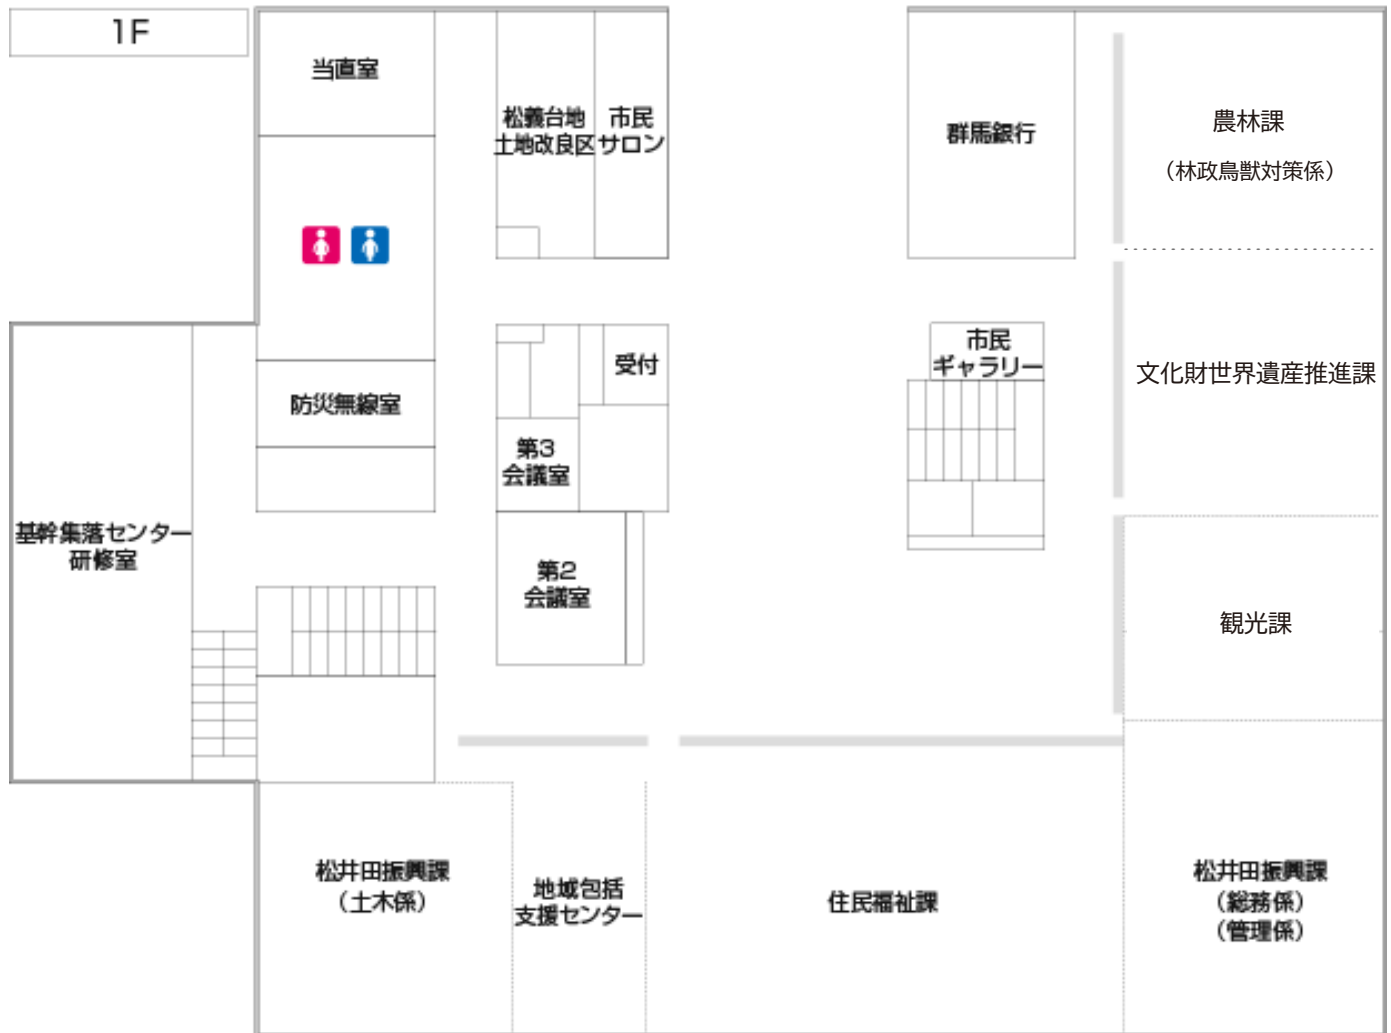 1F
当直室
松義台地
土地改良区
市民
サロン
群馬銀行
農林課
（林政鳥獣対策係）
受付
市民
ギャラリー
文化財世界遺産推進課
防災無線室
第3
会議室
基幹集落センター
研修室
第2
会議室
観光課
松井田振興課
（土木係）
地域包括
支援センター
住民福祉課
松井田振興課
（総務係）
（管理係）